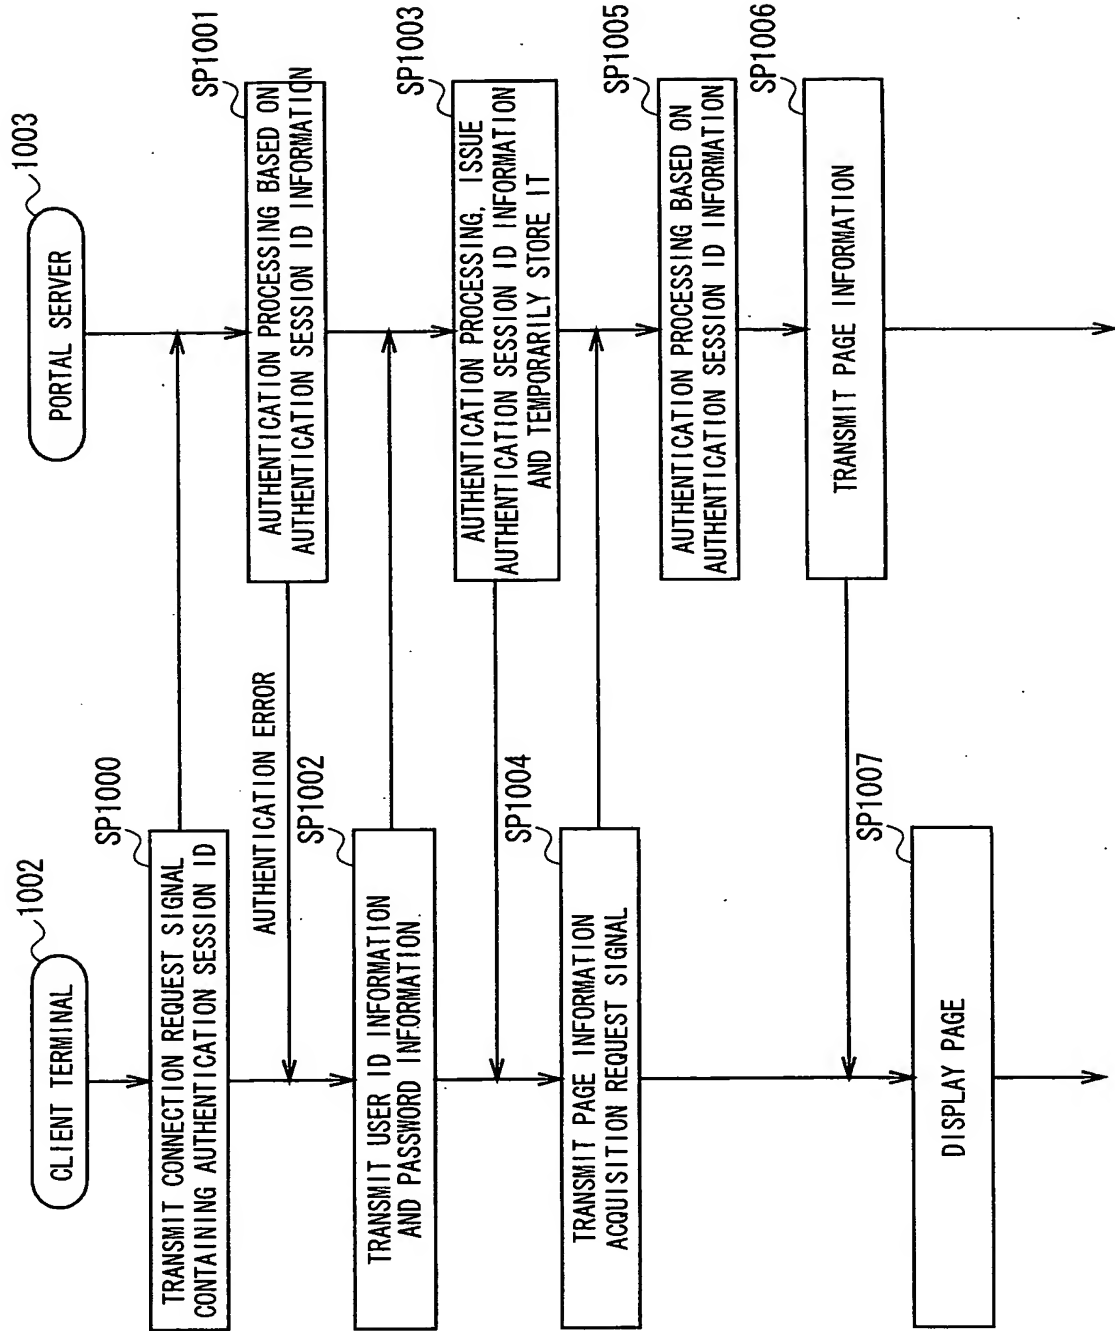 CLIENT TERMINAL
1002
PORTAL SERVER
1003
SP1000
TRANSMIT CONNECTION REQUEST SIGNAL
CONTAINING AUTHENTICATION SESSION ID
SP1001
AUTHENTICATION PROCESSING BASED ON
AUTHENTICATION SESSION ID INFORMATION
AUTHENTICATION ERROR
SP1002
TRANSMIT USER ID INFORMATION
AND PASSWORD INFORMATION.
SP1003
AUTHENTICATION PROCESSING, ISSUE
AUTHENTICATION SESSION ID INFORMATION
AND TEMPORARILY STORE IT
SP1004
TRANSMIT PAGE INFORMATION
ACQUISITION REQUEST SIGNAL
SP1005
AUTHENTICATION PROCESSED BASED ON
AUTHENTICATION SESSION ID INFORMATION
SP1006
TRANSMIT PAGE INFORMATION
SP1007
DISPLAY PAGE